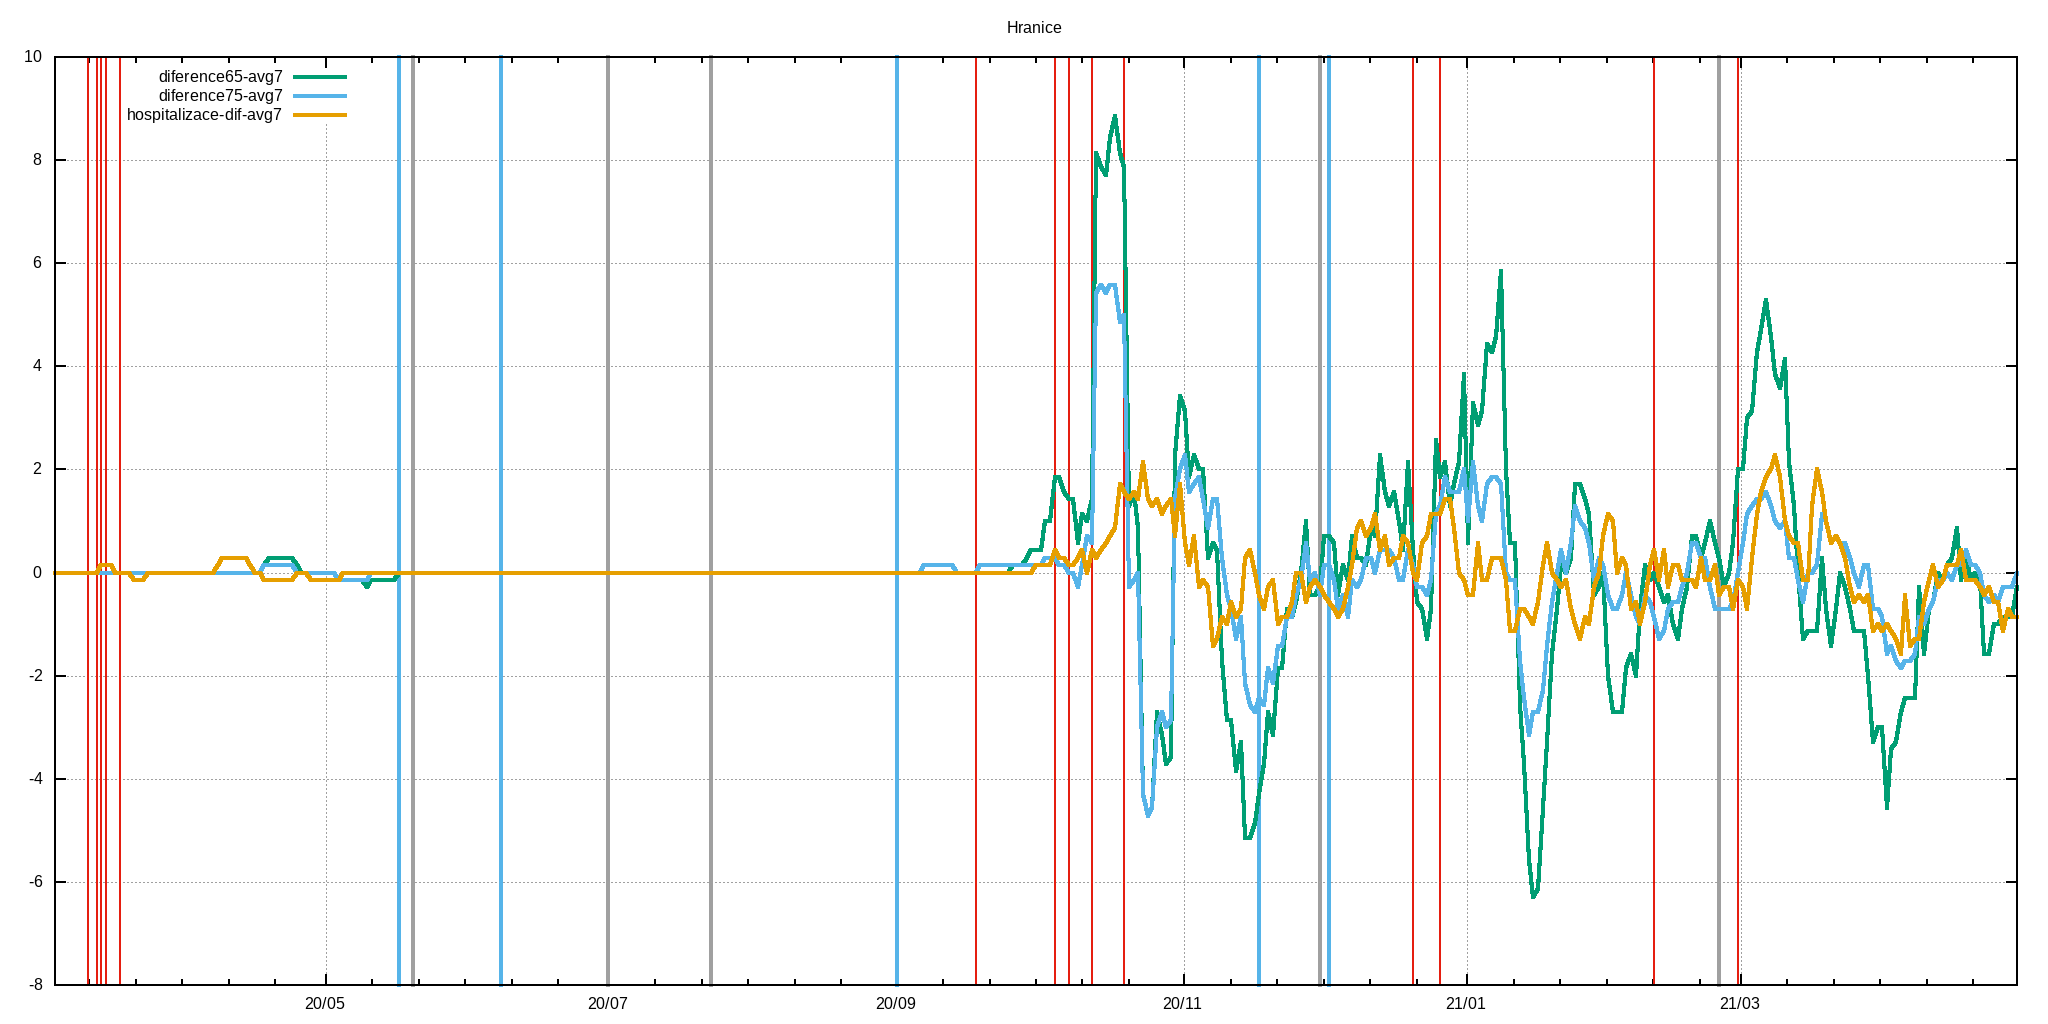 Hranice
diference65-avg7
diference75-avg7
hospitalizace-dif-avg7
10
8
6
4
2
0
-2
-4
-6
-8
20/05 20/07 20/09 20/11 21/01 21/03